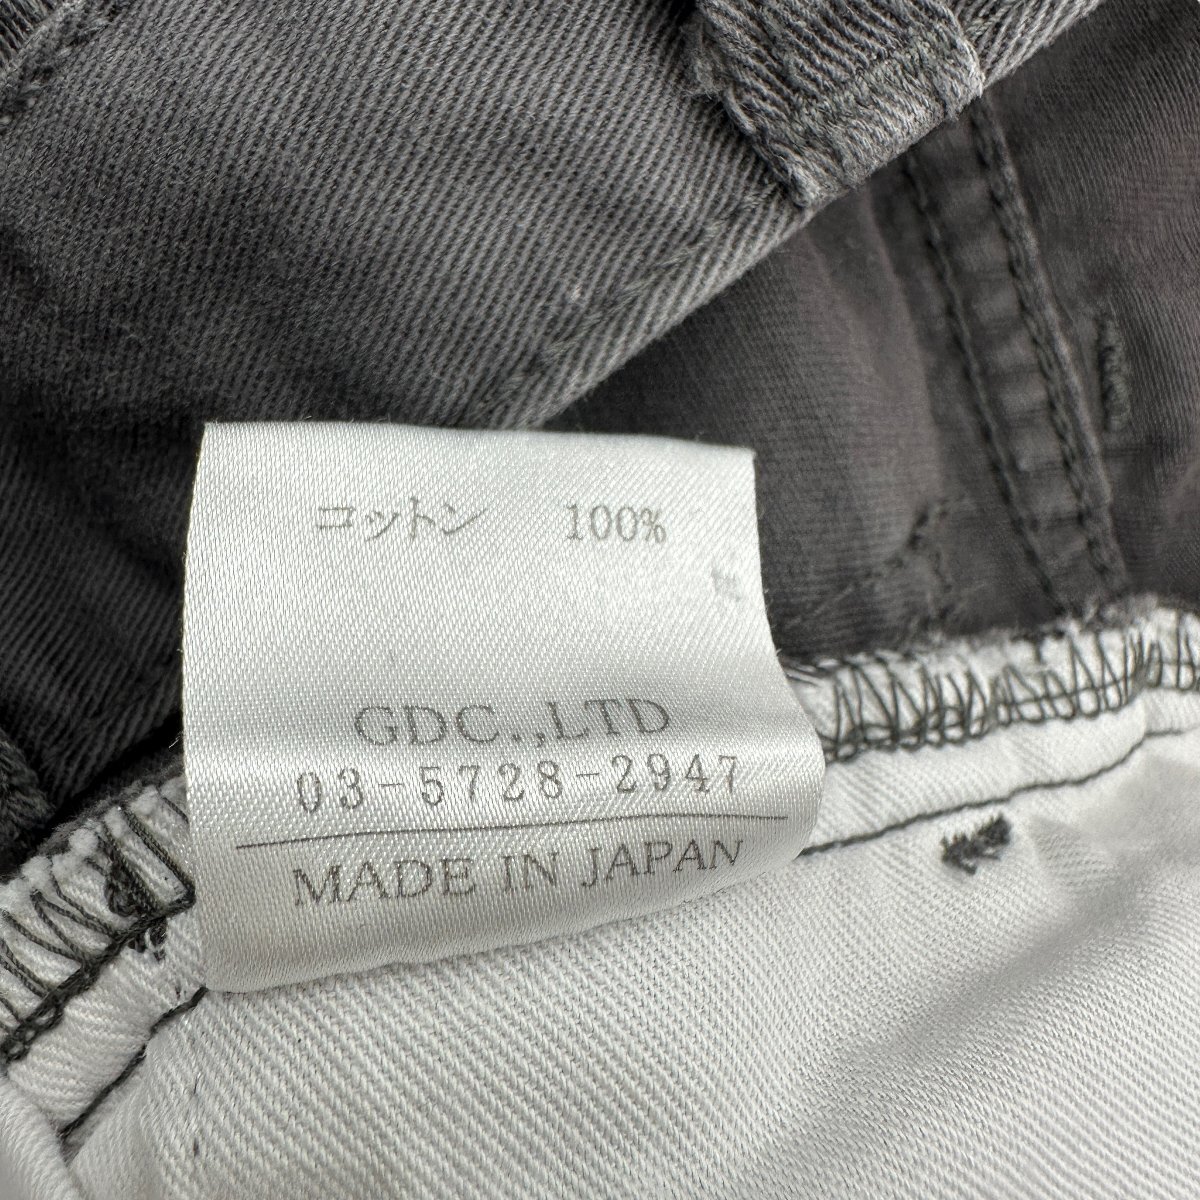 コットン 100%
GDC.,LTD
03-5728-2947
MADE IN JAPAN